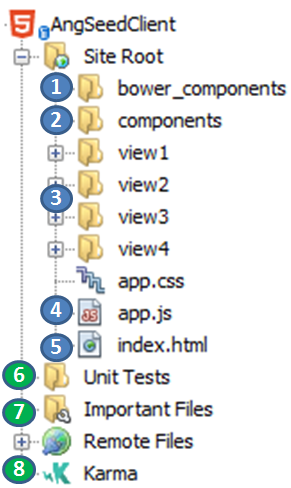 AngSeedClient
Site Root
1 bower_components
2 components
view1
view2
3
view3
view4
app.css
4 app.js
5 index.html
6 Unit Tests
7 Important Files
Remote Files
8 Karma